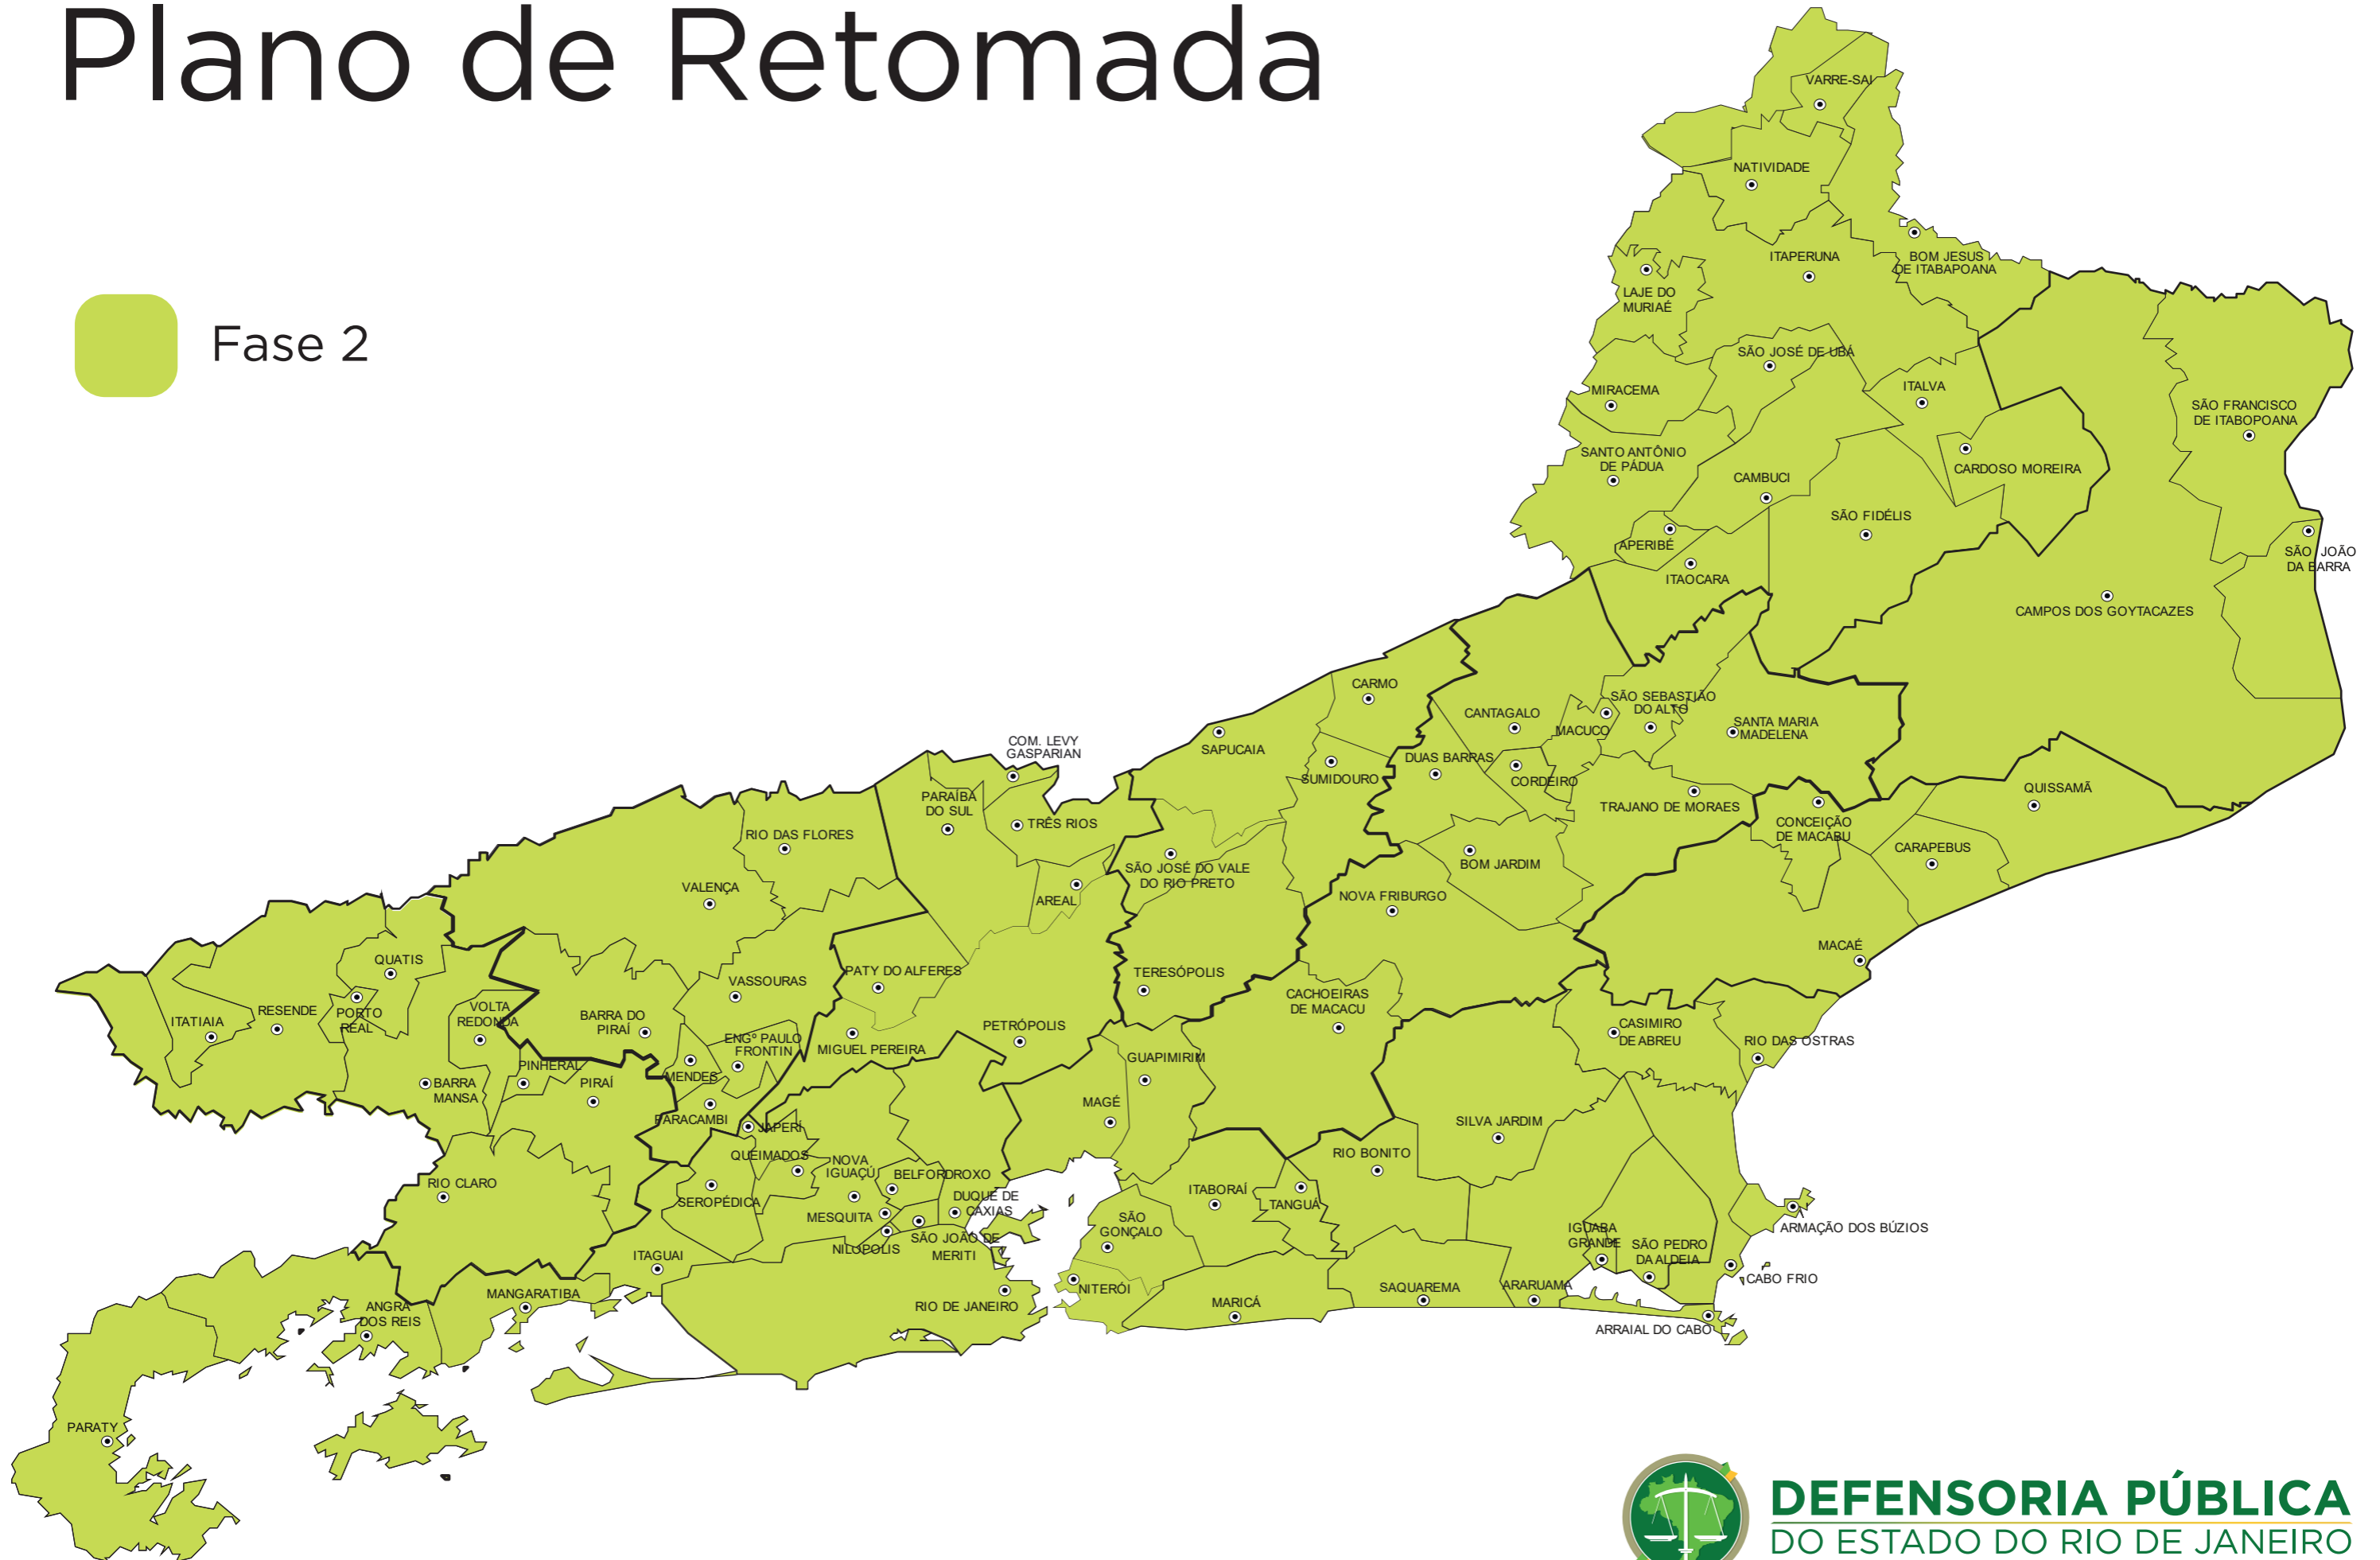 Plano de Retomada
Fase 2
VARRE-SAI
NATIVIDADE
ITAPERUNA
BOM JESUS
DE ITABAPOANA
LAJE DO
MURIAÉ
SÃO JOSÉ DE UBÁ
MIRACEMA
ITALVA
SÃO FRANCISCO
DE ITABOPOANA
SANTO ANTÔNIO
DE PÁDUA
CARDOSO MOREIRA
CAMBUCI
SÃO FIDÉLIS
APERIBÉ
SÃO JOÃO
DA BARRA
ITAOCARA
CAMPOS DOS GOYTACAZES
CARMO
CANTAGALO
MACUCO
SÃO SEBASTIÃO
DO ALTO
SANTA MARIA
MADELENA
COM. LEVY
GASPARIAN
SAPUCAIA
SUMIDOURO
DUAS BARRAS
CORDEIRO
TRAJANO DE MORAES
QUISSAMÃ
PARAÍBA
DO SUL
TRÊS RIOS
CONCEIÇÃO
DE MACABU
RIO DAS FLORES
CARAPEBUS
SÃO JOSÉ DO VALE
DO RIO PRETO
BOM JARDIM
VALENÇA
AREAL
NOVA FRIBURGO
MACAÉ
QUATIS
VASSOURAS
PATY DO ALFERES
TERESÓPOLIS
CACHOEIRAS
DE MACACU
ITATIAIA
RESENDE
PORTO
REAL
VOLTA
REDONDA
BARRA DO
PIRAÍ
ENGº PAULO
FRONTIN
MIGUEL PEREIRA
PETRÓPOLIS
CASIMIRO
DE ABREU
RIO DAS OSTRAS
GUAPIMIRIM
PINHERAL
MENDES
BARRA
MANSA
PIRAÍ
PARACAMBI
JAPERÍ
MAGÉ
SILVA JARDIM
QUEIMADOS
NOVA
IGUAÇÚ
BELFORDROXO
RIO BONITO
RIO CLARO
SEROPÉDICA
DUQUE DE
CAXIAS
ITABORAÍ
TANGUÁ
MESQUITA
SÃO
GONÇALO
IGUABA
GRANDE
ARMAÇÃO DOS BÚZIOS
ITAGUAI
NILOPOLIS
SÃO JOÃO DE
MERITI
SÃO PEDRO
DA ALDEIA
CABO FRIO
MANGARATIBA
NITERÓI
SAQUAREMA
ARARUAMA
ANGRA
DOS REIS
RIO DE JANEIRO
MARICÁ
ARRAIAL DO CABO
PARATY
DEFENSORIA PÚBLICA
DO ESTADO DO RIO DE JANEIRO